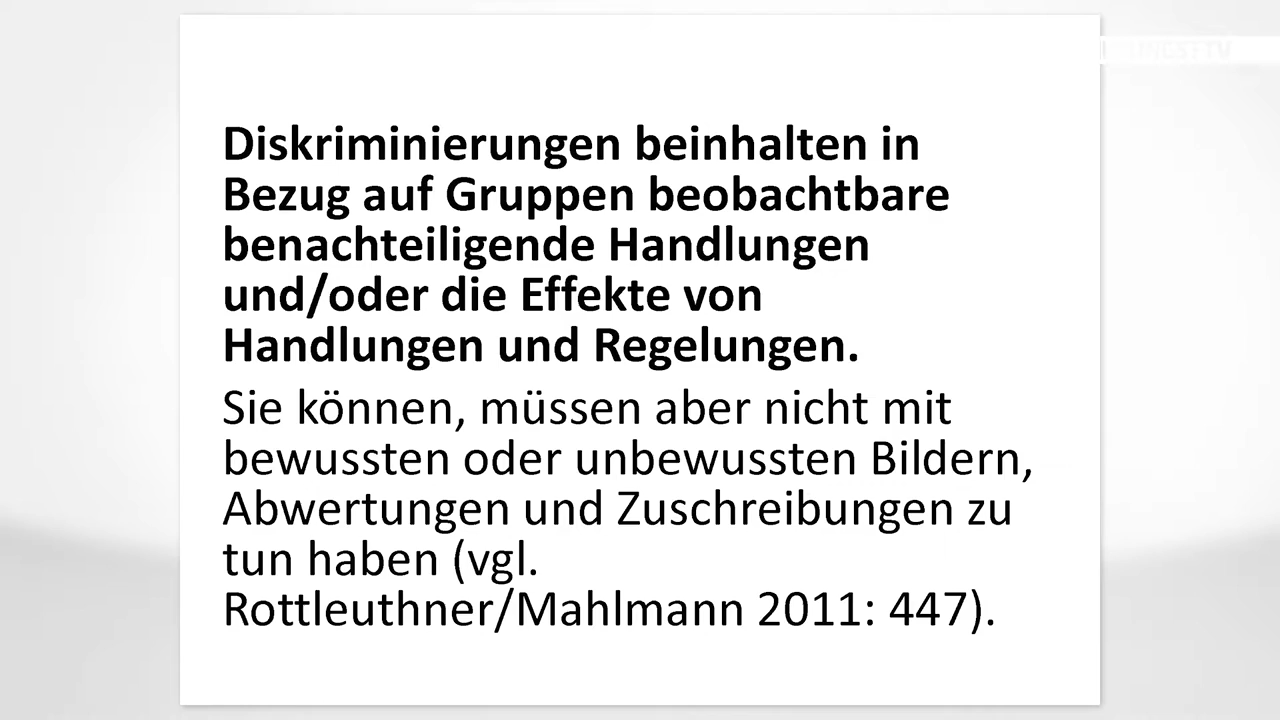 Diskriminierungen beinhalten in
Bezug auf Gruppen beobachtbare
benachteiligende Handlungen
und/oder die Effekte von
Handlungen und Regelungen.
Sie können, müssen aber nicht mit
bewussten oder unbewussten Bildern,
Abwertungen und Zuschreibungen zu
tun haben (vgl.
Rottleuthner/Mahlmann 2011: 447).